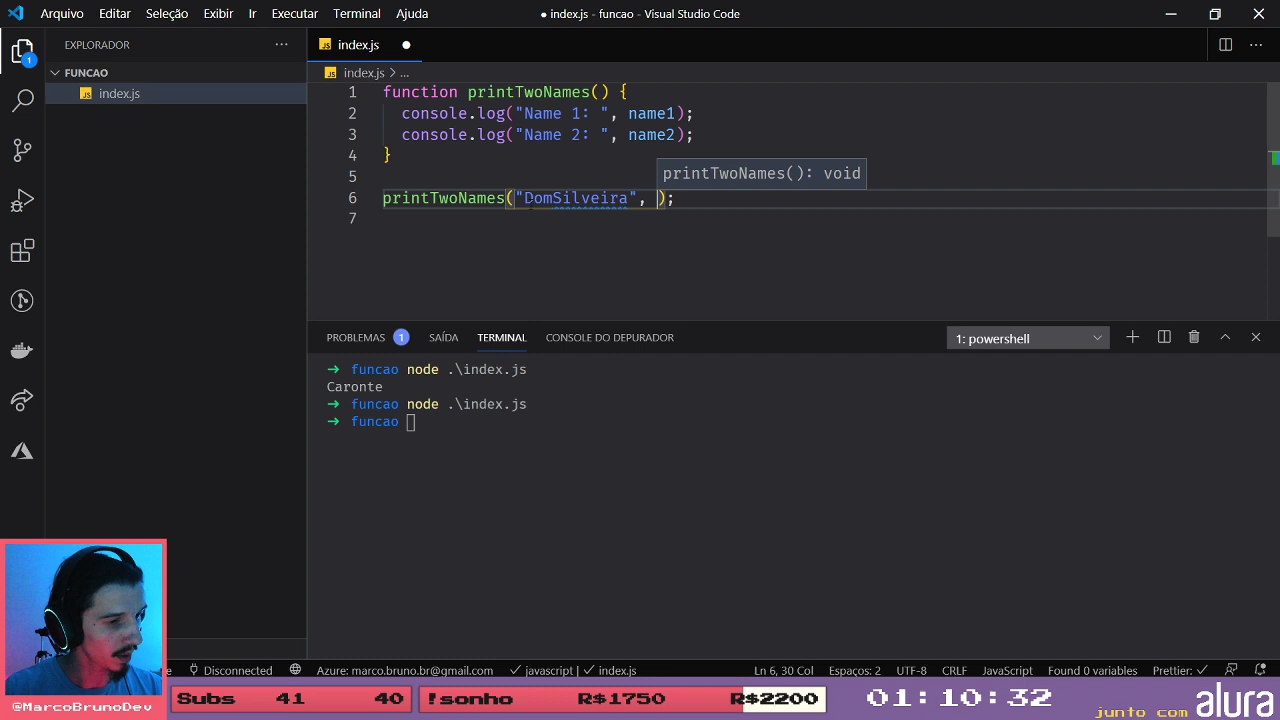 Arquivo Editar Seleção Exibir Ir Executar Terminal Ajuda
● index.js - funcao - Visual Studio Code
EXPLORADOR
FUNCAO
JS index.js
1
JS index.js
JS index.js > ...
1 function printTwoNames() {
2 console.log("Name 1: ", name1);
3 console.log("Name 2: ", name2);
4 }
5
printTwoNames(): void
6 printTwoNames("DomSilveira", );
7
PROBLEMAS 1 SAÍDA TERMINAL CONSOLE DO DEPURADOR
1: powershell
→ funcao node .\index.js
Caronte
→ funcao node .\index.js
→ funcao
Disconnected Azure: marco.bruno.br@gmail.com javascript | index.js
Ln 6, 30 Col Espaços: 2 UTF-8 CRLF JavaScript Found 0 variables Prettier:
@MarcoBrunoDev
Subs 41 40
!sonho R$1750 R$2200
01:10:32
junto com alura